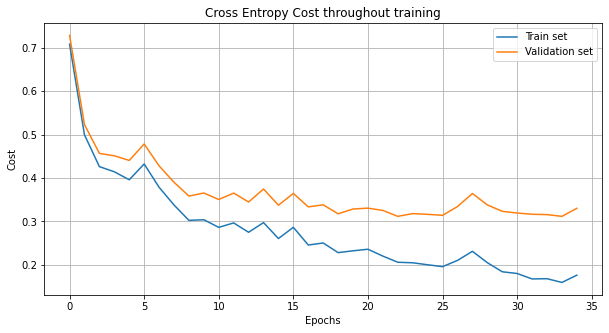 Cross Entropy Cost throughout training
Train set
Validation set
Cost
0.7
0.6
0.5
0.4
0.3
0.2
0 5 10 15 20 25 30 35
Epochs